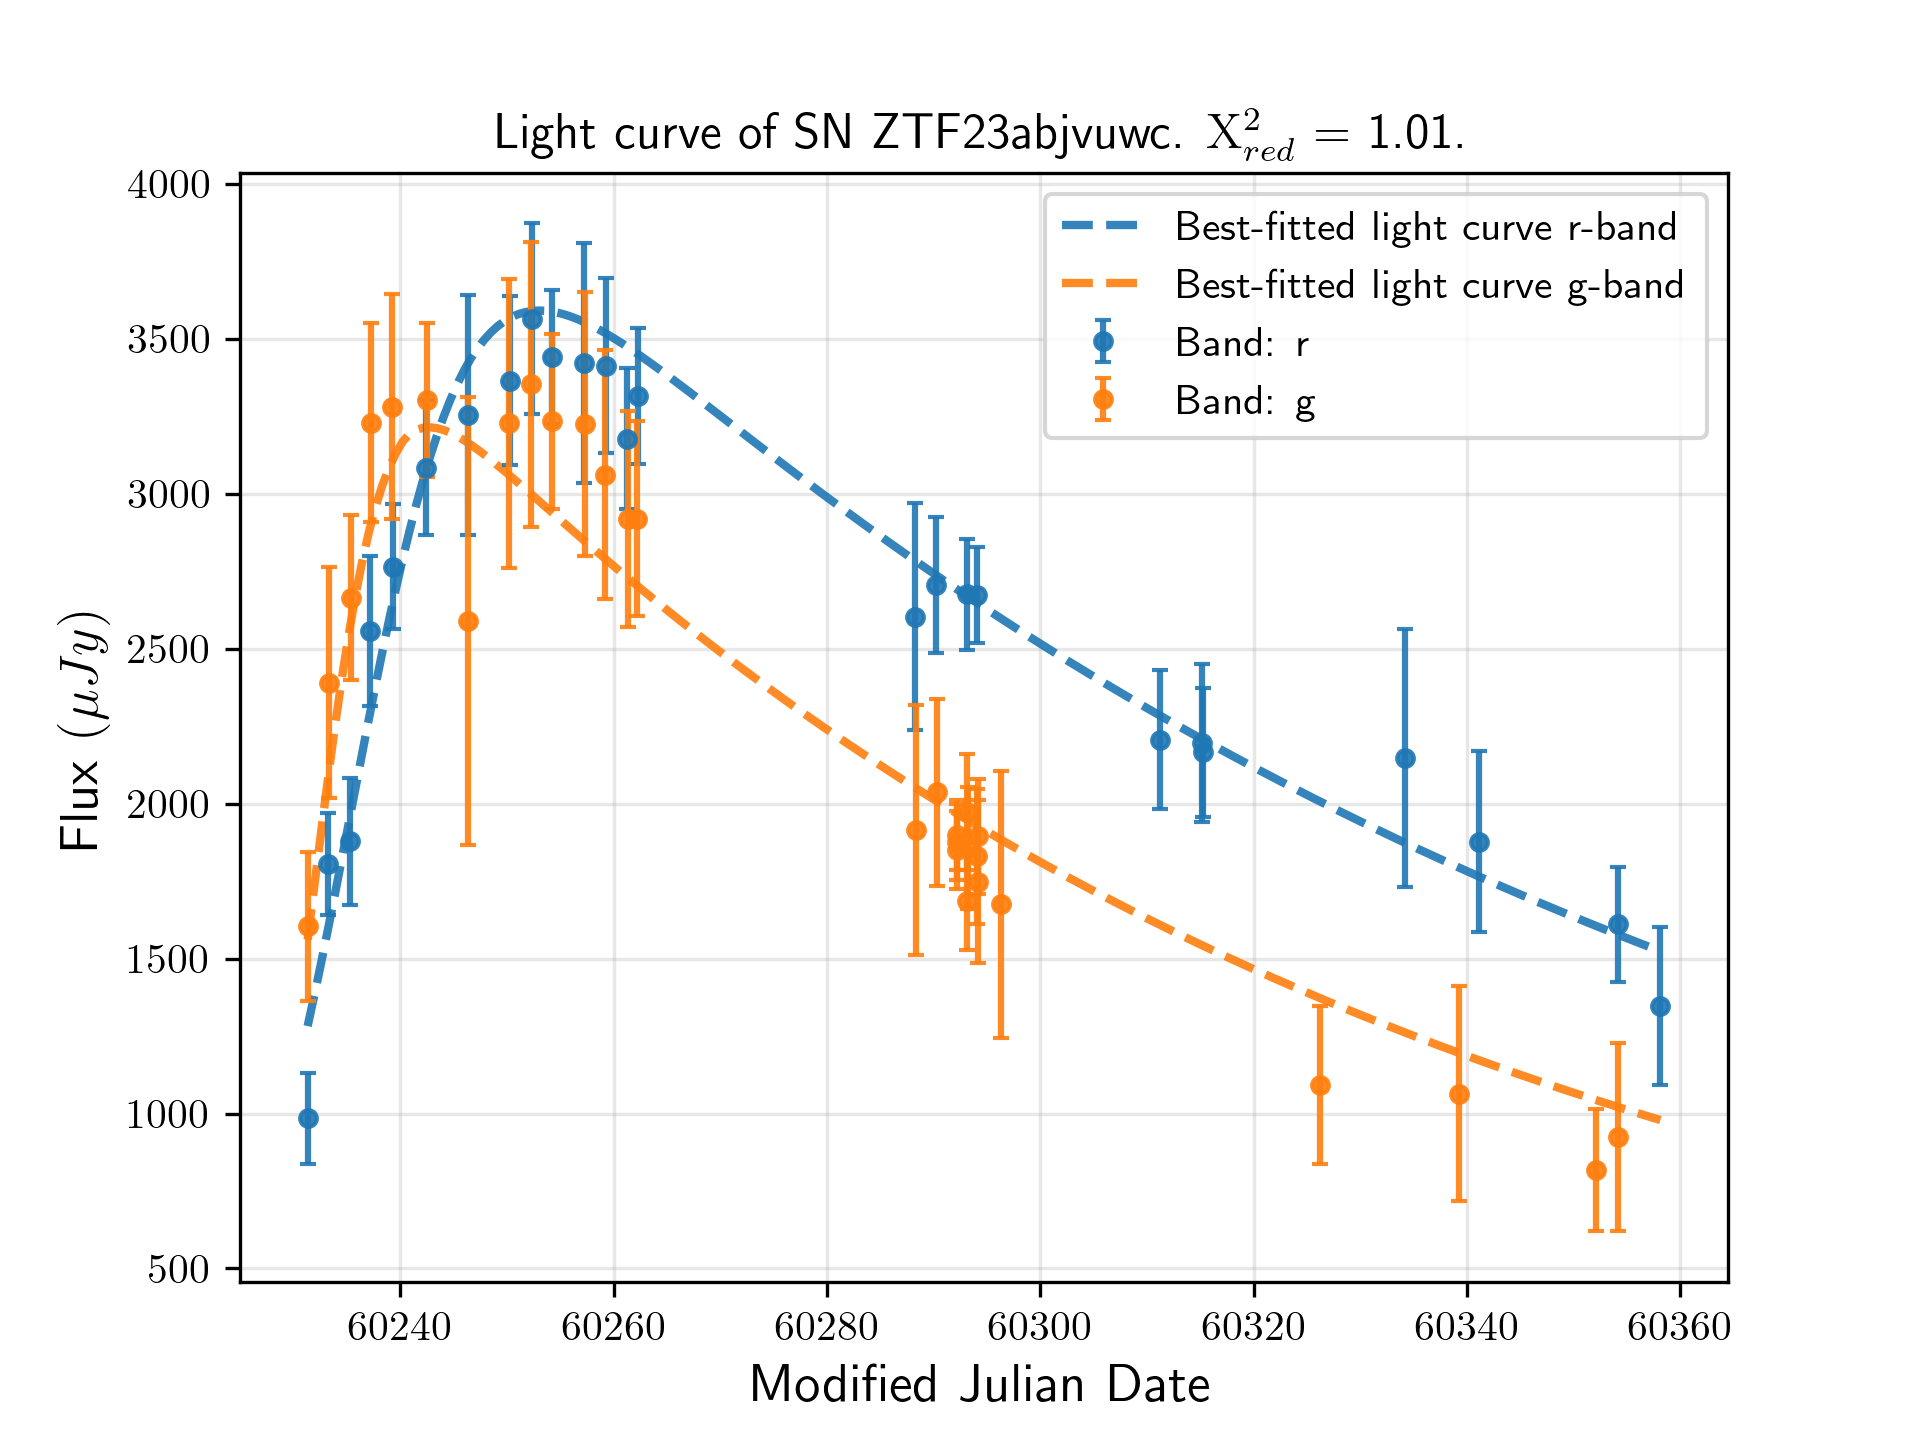 Light curve of SN ZTF23abjvuwc. X²red = 1.01.
4000
3500
3000
2500
2000
1500
1000
500
Flux (μJy)
Best-fitted light curve r-band
Best-fitted light curve g-band
Band: r
Band: g
60240 60260 60280 60300 60320 60340 60360
Modified Julian Date